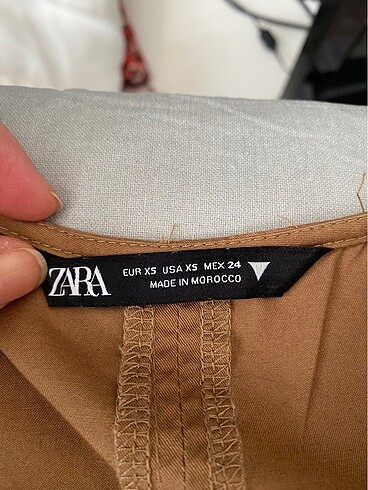 ZARA
EUR XS USA XS MEX 24
MADE IN MOROCCO